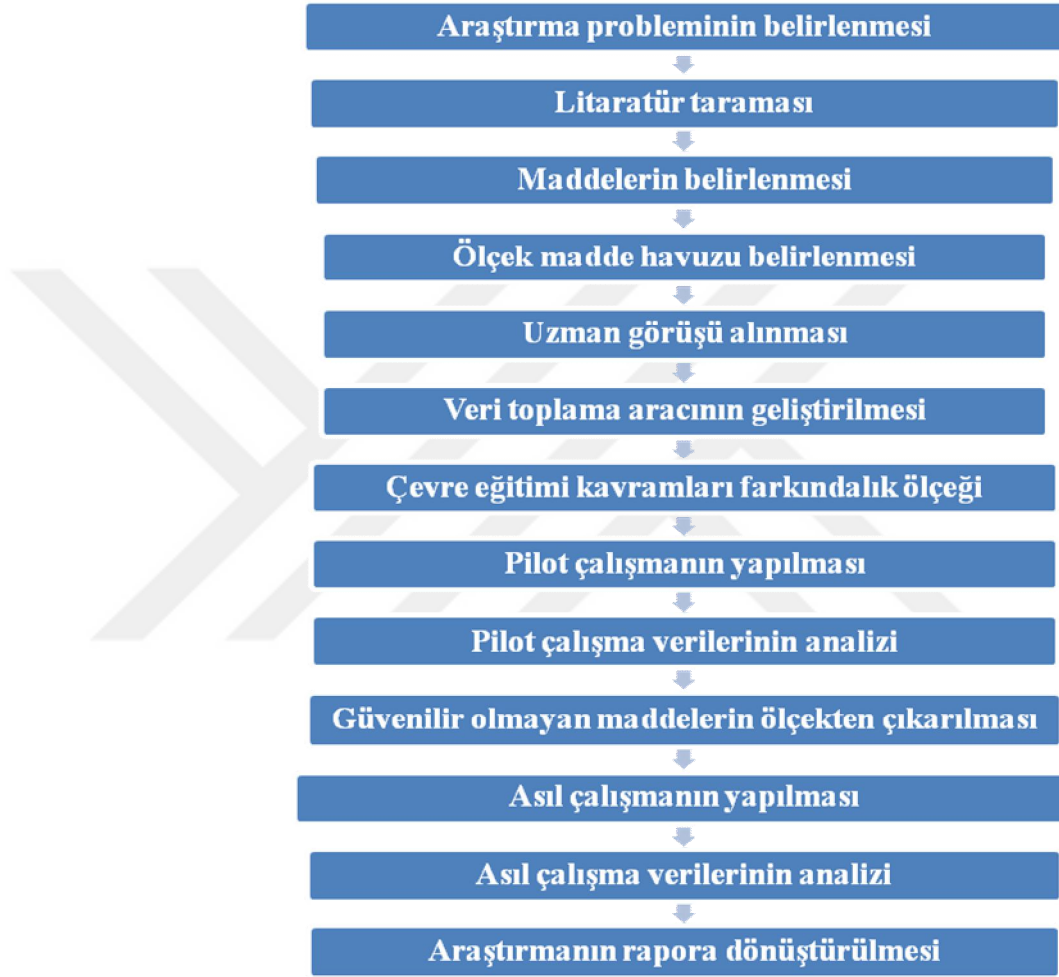 Araştırma probleminin belirlenmesi
Litaratür taraması
Maddelerin belirlenmesi
Ölçek madde havuzu belirlenmesi
Uzman görüşü alınması
Veri toplama aracının geliştirilmesi
Çevre eğitimi kavramları farkındalık ölçeği
Pilot çalışmanın yapılması
Pilot çalışma verilerinin analizi
Güvenilir olmayan maddelerin ölçekten çıkarılması
Asıl çalışmanın yapılması
Asıl çalışma verilerinin analizi
Araştırmanın rapora dönüştürülmesi